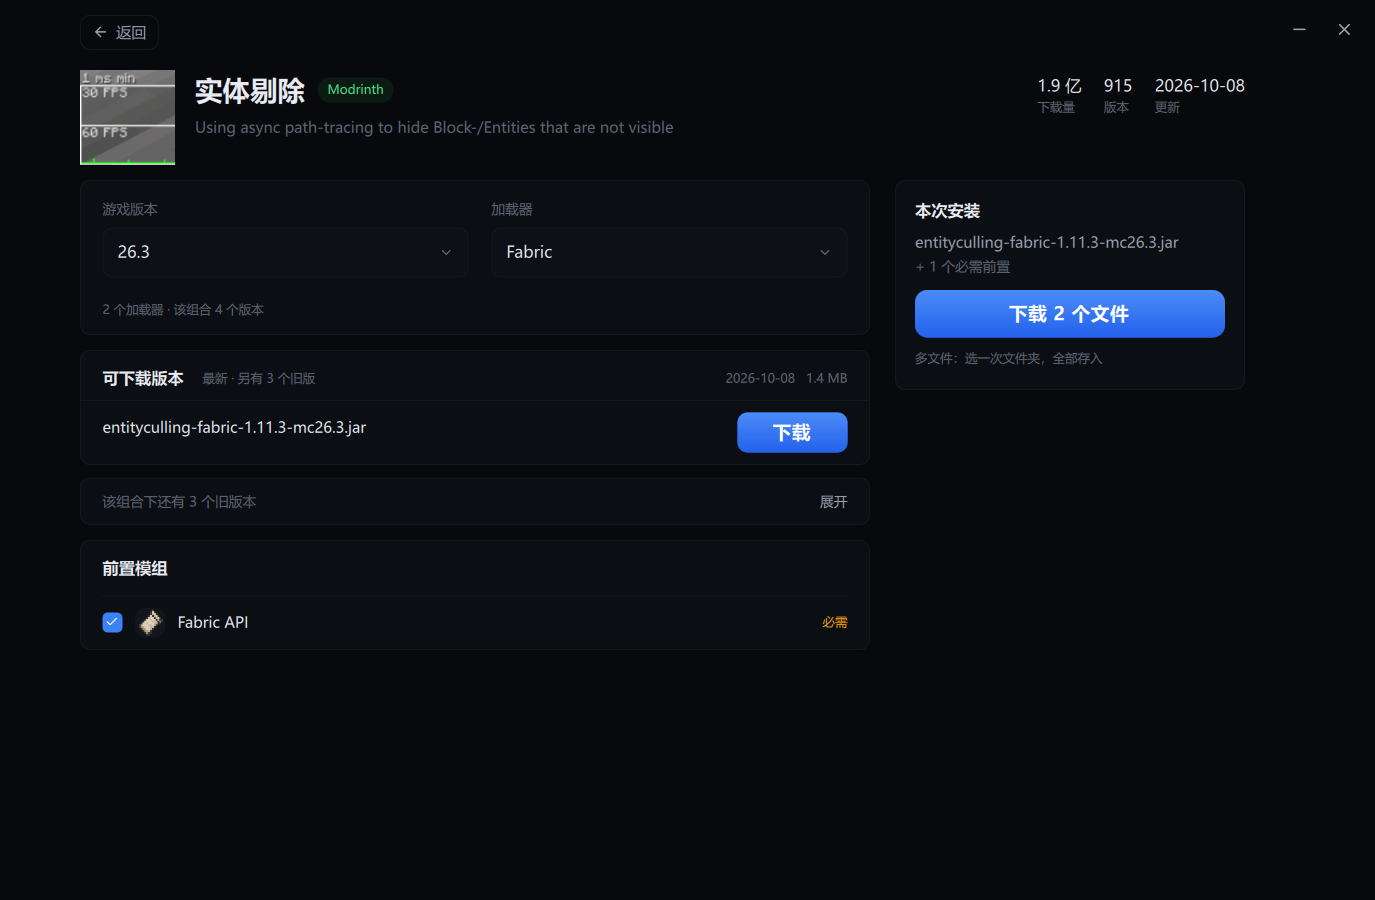 返回
1 ms min
30 FPS
60 FPS
实体剔除
Modrinth
Using async path-tracing to hide Block-/Entities that are not visible
1.9 亿
下载量
915
版本
2026-10-08
更新
游戏版本
26.3
加载器
Fabric
2 个加载器 · 该组合 4 个版本
可下载版本
最新 · 另有 3 个旧版
2026-10-08
1.4 MB
entityculling-fabric-1.11.3-mc26.3.jar
下载
该组合下还有 3 个旧版本
展开
前置模组
Fabric API
必需
本次安装
entityculling-fabric-1.11.3-mc26.3.jar
+ 1 个必需前置
下载 2 个文件
多文件：选一次文件夹，全部存入